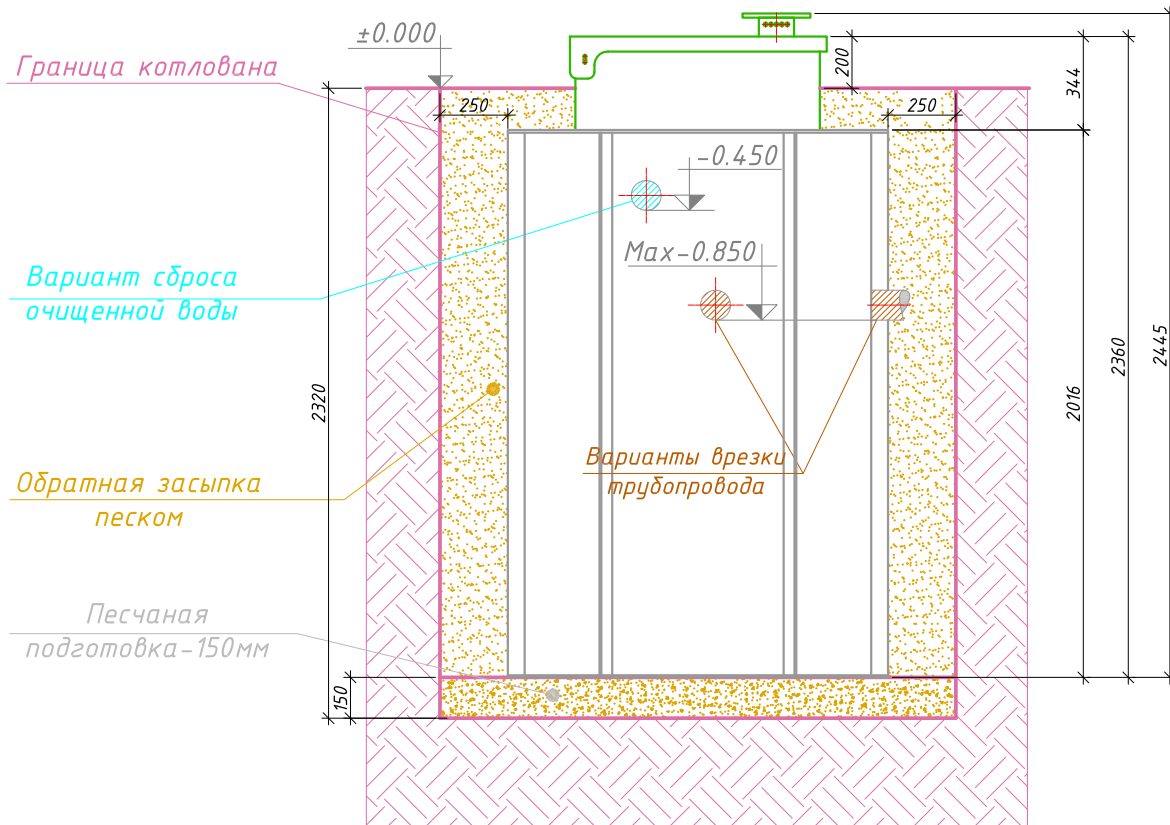 ±0.000
Граница котлована
200
344
250
250
-0.450
Max-0.850
Вариант сброса
очищенной воды
2445
2360
2320
2016
Варианты врезки
трубопровода
Обратная засыпка
песком
Песчаная
подготовка-150мм
150